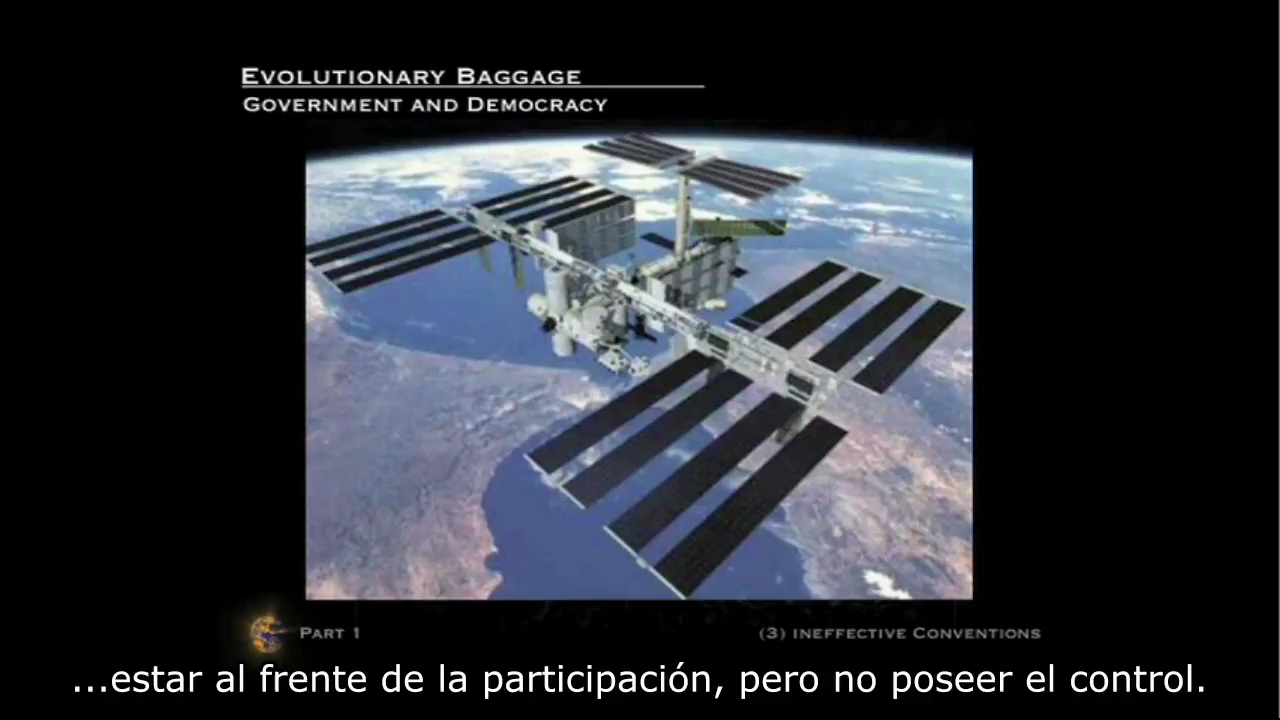 Evolutionary Baggage
Government and Democracy
Part 1
(3) Ineffective Conventions
...estar al frente de la participación, pero no poseer el control.